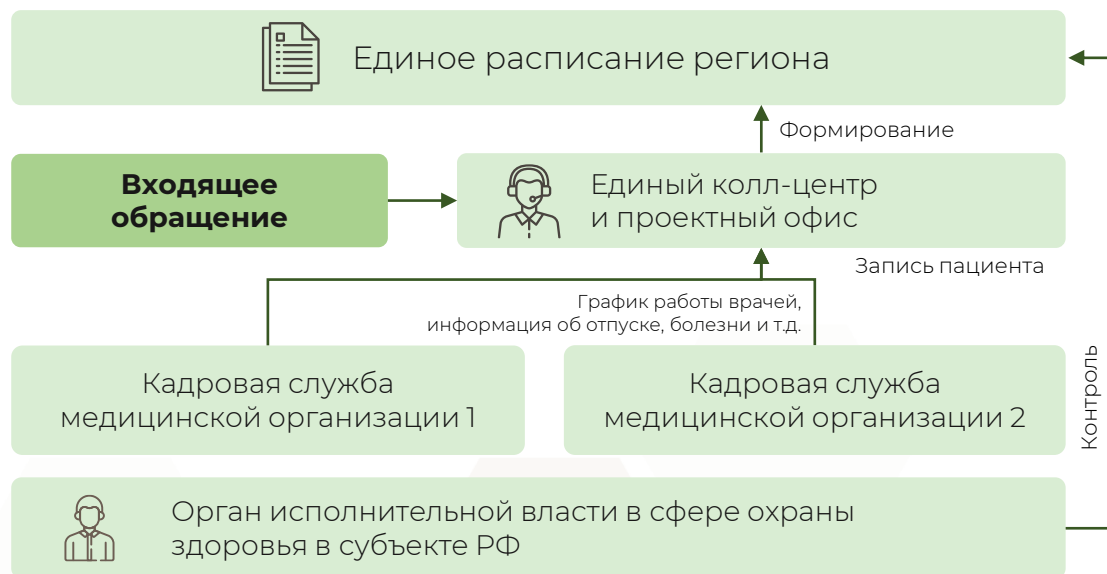 Единое расписание региона
Формирование
Входящее
обращение
Единый колл-центр
и проектный офис
Запись пациента
График работы врачей,
информация об отпуске, болезни и т.д.
Кадровая служба
медицинской организации 1
Кадровая служба
медицинской организации 2
Контроль
Орган исполнительной власти в сфере охраны
здоровья в субъекте РФ